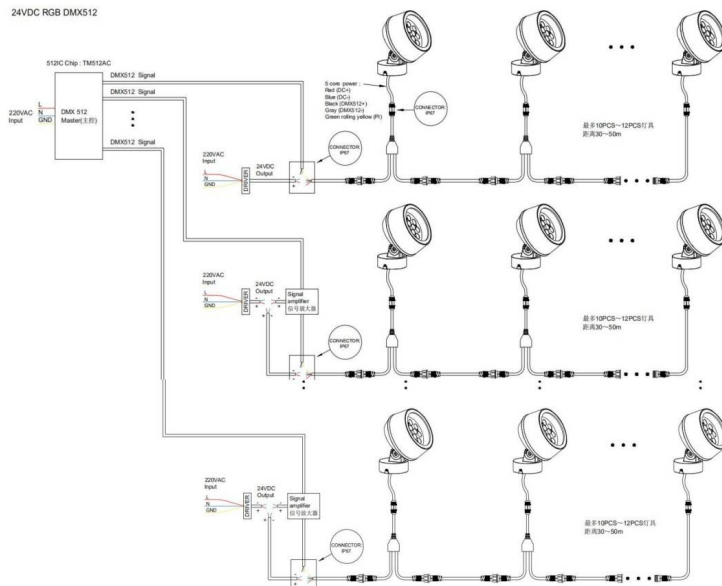 24VDC RGB DMX512
512IC Chip : TM512AC
DMX512 Signal
DMX512 Signal
DMX512 Signal
220VAC
Input
L
N
GND
DMX 512
Master(主控)
5 core power :
Red (DC+)
Blue (DC-)
Black (DMX512+)
Gray (DMX512-)
Green rolling yellow (PI)
CONNECTOR
IP67
CONNECTOR
IP67
220VAC
Input
L
N
GND
DRIVER
24VDC
Output
最多10PCS～12PCS灯具
距离30～50m
220VAC
Input
L
N
GND
DRIVER
24VDC
Output
Signal
amplifier
信号放大器
CONNECTOR
IP67
最多10PCS～12PCS灯具
距离30～50m
220VAC
Input
L
N
GND
DRIVER
24VDC
Output
Signal
amplifier
信号放大器
CONNECTOR
IP67
最多10PCS～12PCS灯具
距离30～50m